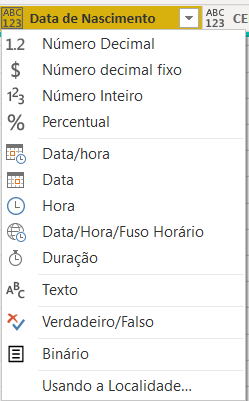 ABC 123 Data de Nascimento ABC 123 CE
1.2 Número Decimal
$ Número decimal fixo
1²3 Número Inteiro
% Percentual
Data/hora
Data
Hora
Data/Hora/Fuso Horário
Duração
ABC Texto
Verdadeiro/Falso
Binário
Usando a Localidade...